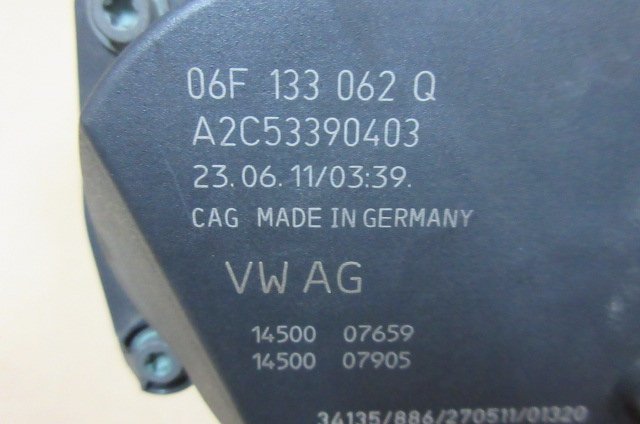 06F 133 062 Q
A2C53390403
23.06.11/03:39.
CAG MADE IN GERMANY
VW AG
14500 07659
14500 07905
34135/886/270511/01320